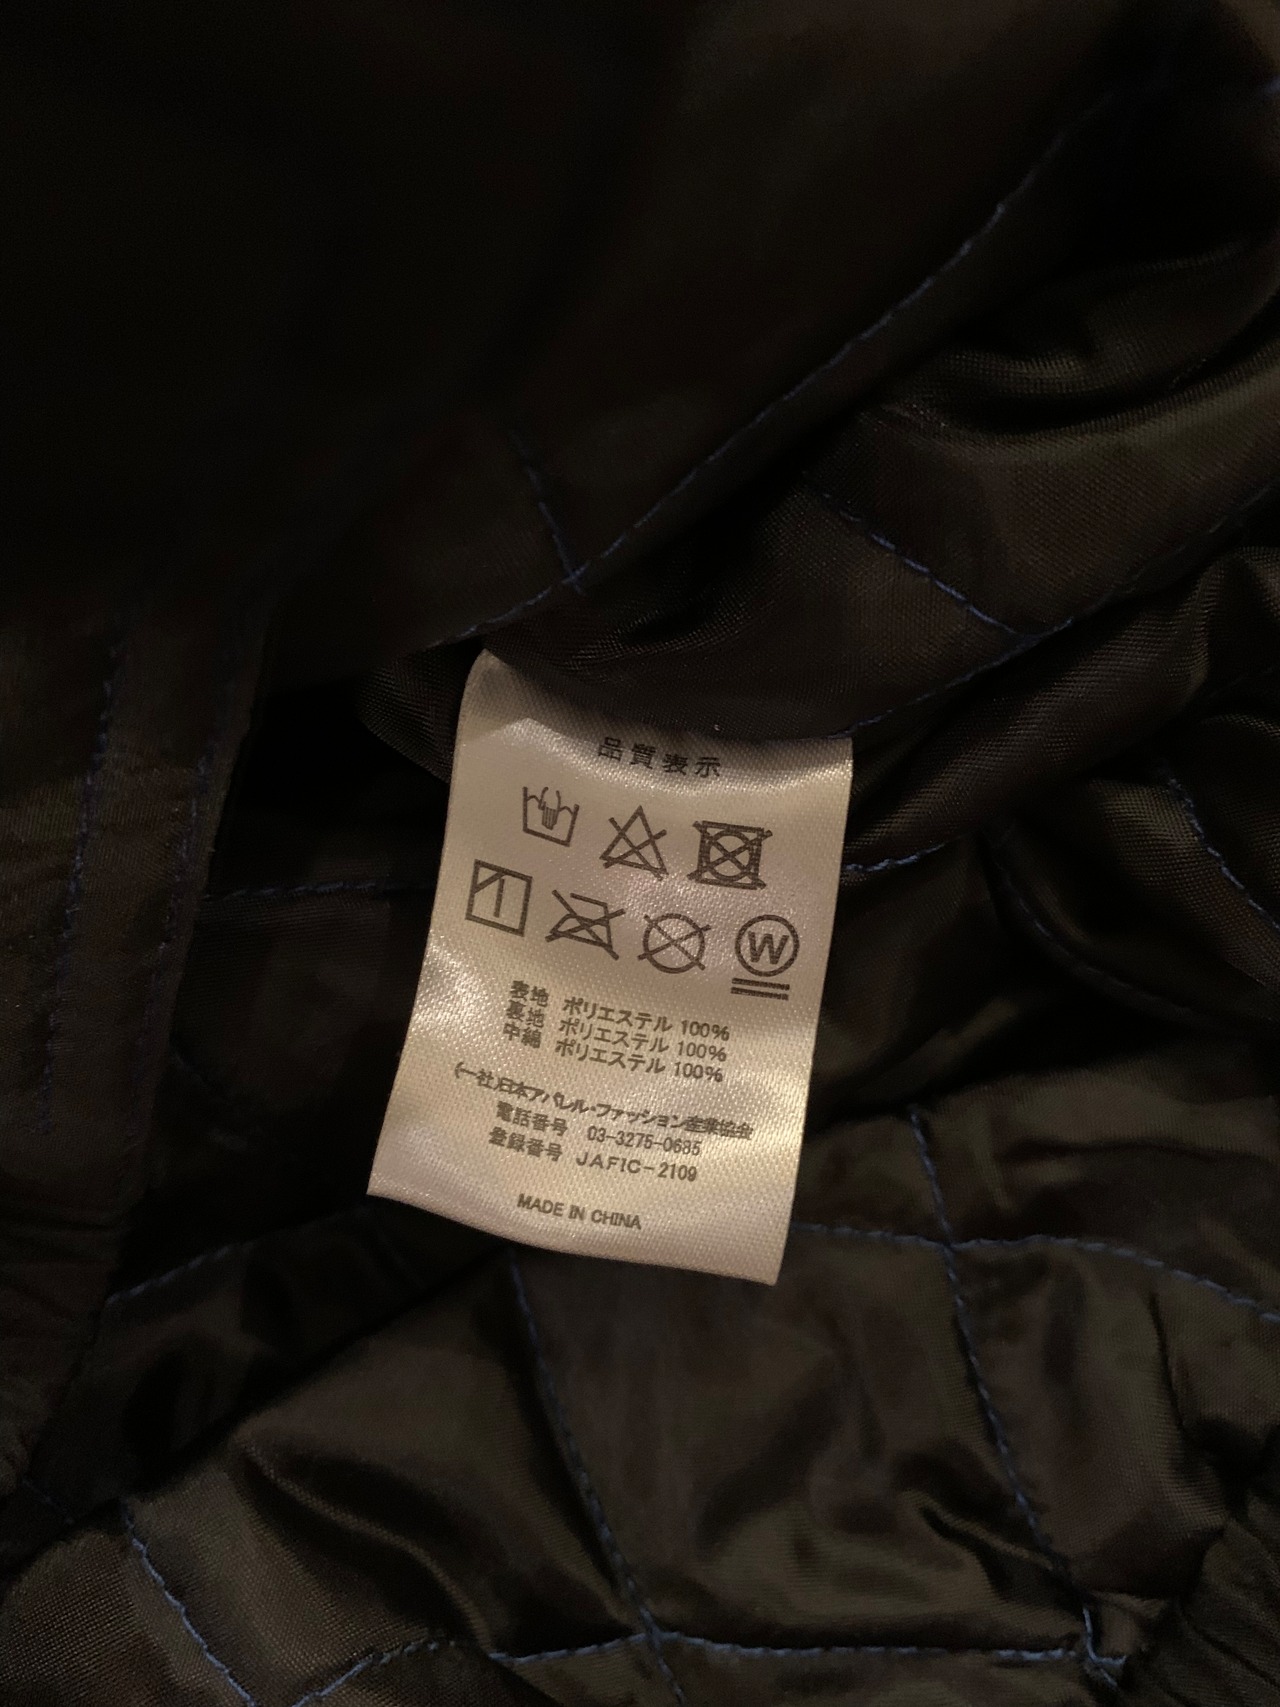 品質表示
W
表地 ポリエステル 100%
裏地 ポリエステル 100%
中綿 ポリエステル 100%
(一社)日本アパレル・ファッション産業協会
電話番号 03-3275-0685
登録番号 JAFIC-2109
MADE IN CHINA